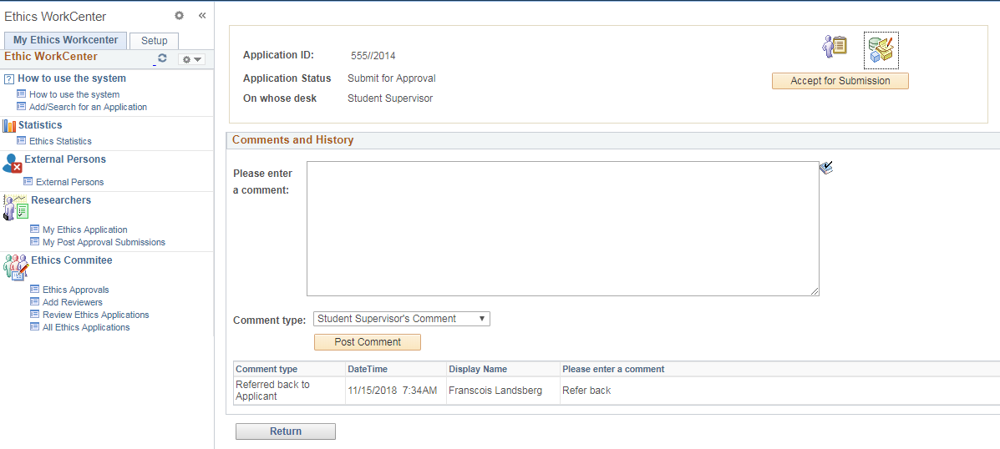 Ethics WorkCenter
My Ethics Workcenter
Setup
Ethic WorkCenter
How to use the system
How to use the system
Add/Search for an Application
Statistics
Ethics Statistics
External Persons
External Persons
Researchers
My Ethics Application
My Post Approval Submissions
Ethics Commitee
Ethics Approvals
Add Reviewers
Review Ethics Applications
All Ethics Applications
Application ID: 555//2014
Application Status Submit for Approval
On whose desk Student Supervisor
Accept for Submission
Comments and History
Please enter
a comment:
Comment type: Student Supervisor's Comment
Post Comment
Comment type DateTime Display Name Please enter a comment
Referred back to
Applicant
11/15/2018 7:34AM Franscois Landsberg Refer back
Return